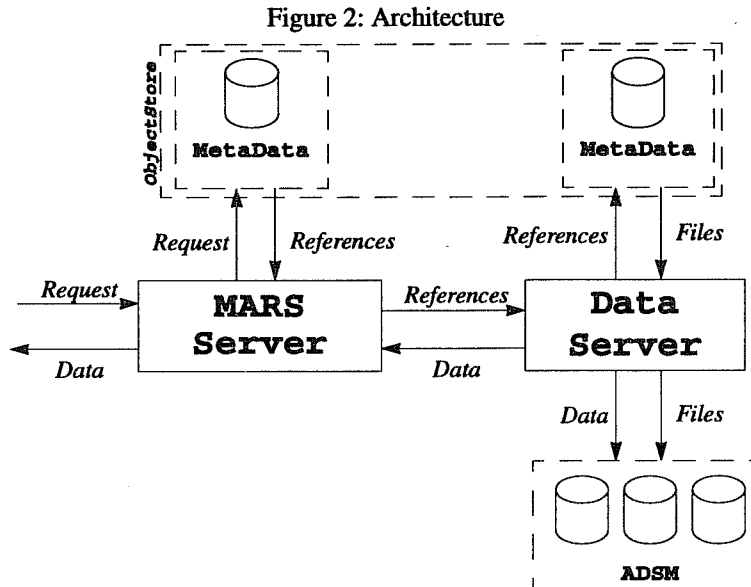 Figure 2: Architecture
ObjectStore
MetaData
MetaData
Request
References
References
Files
Request
MARS
Server
References
Data
Server
Data
Data
Data
Files
ADSM